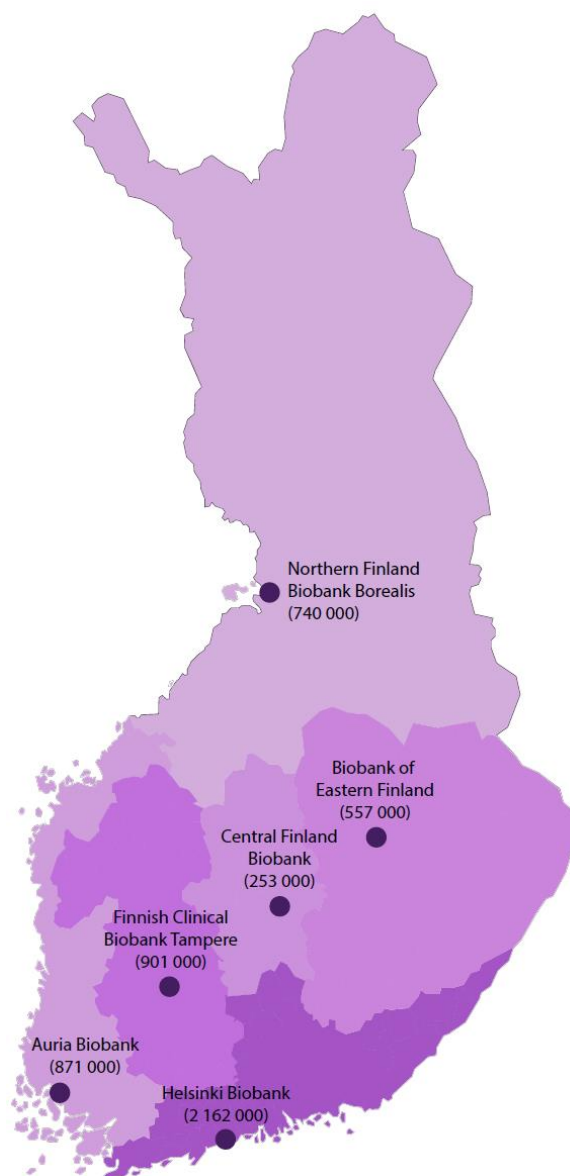 Northern Finland
Biobank Borealis
(740 000)
Biobank of
Eastern Finland
(557 000)
Central Finland
Biobank
(253 000)
Finnish Clinical
Biobank Tampere
(901 000)
Auria Biobank
(871 000)
Helsinki Biobank
(2 162 000)